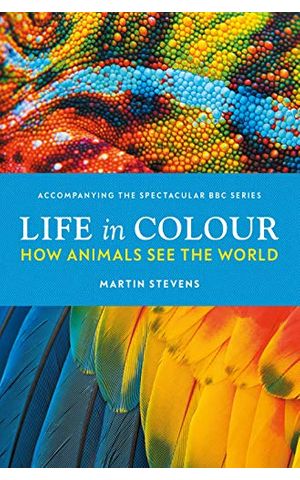 ACCOMPANYING THE SPECTACULAR BBC SERIES
LIFE in COLOUR
HOW ANIMALS SEE THE WORLD
MARTIN STEVENS